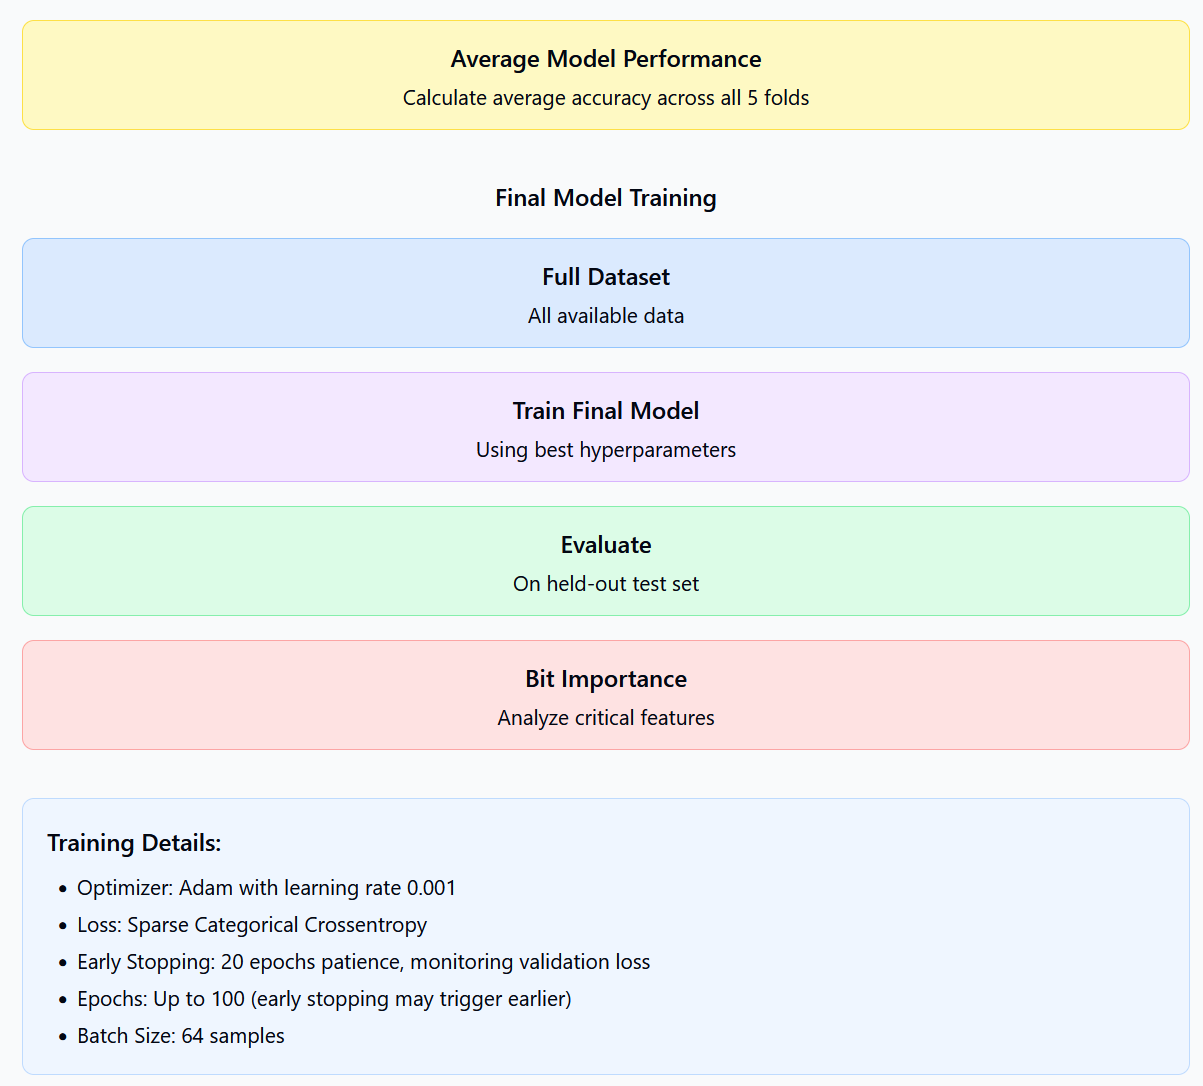 Average Model Performance
Calculate average accuracy across all 5 folds
Final Model Training
Full Dataset
All available data
Train Final Model
Using best hyperparameters
Evaluate
On held-out test set
Bit Importance
Analyze critical features
Training Details:
• Optimizer: Adam with learning rate 0.001
• Loss: Sparse Categorical Crossentropy
• Early Stopping: 20 epochs patience, monitoring validation loss
• Epochs: Up to 100 (early stopping may trigger earlier)
• Batch Size: 64 samples